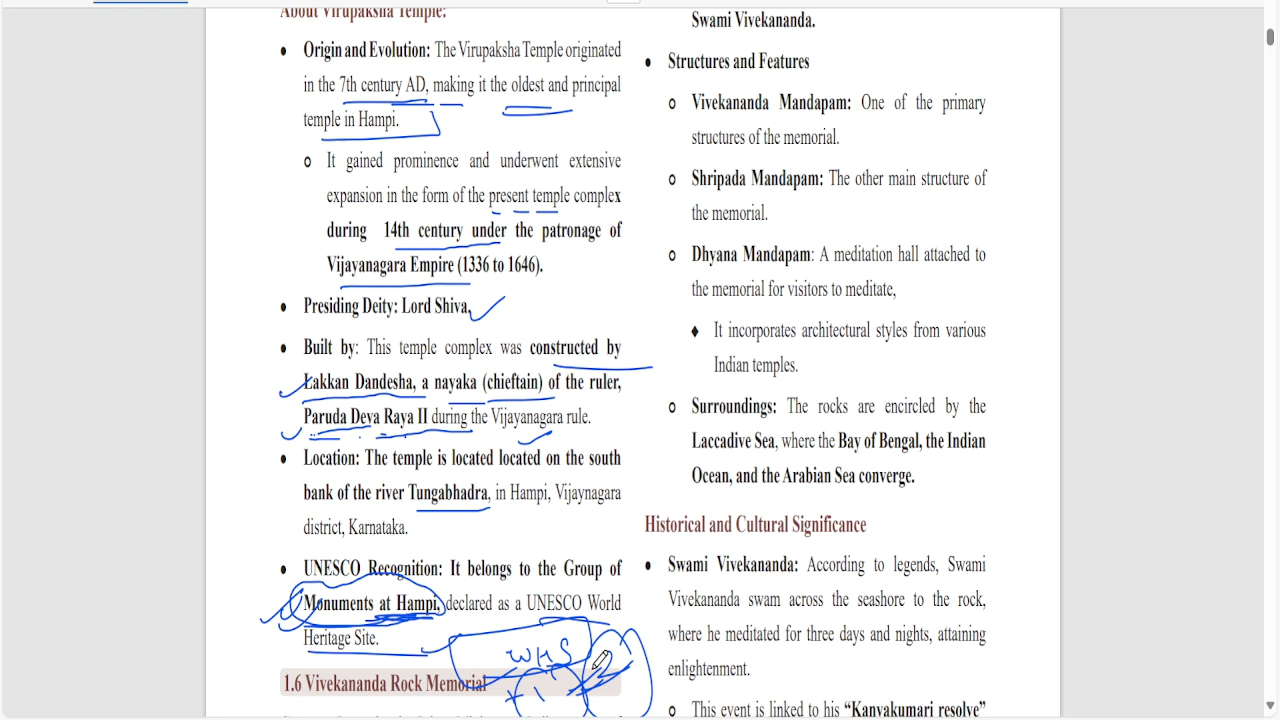 About Virupaksha Temple:
● Origin and Evolution: The Virupaksha Temple originated
in the 7th century AD, making it the oldest and principal
temple in Hampi.
o It gained prominence and underwent extensive
expansion in the form of the present temple complex
during 14th century under the patronage of
Vijayanagara Empire (1336 to 1646).
● Presiding Deity: Lord Shiva.
● Built by: This temple complex was constructed by
Lakkan Dandesha, a nayaka (chieftain) of the ruler,
Paruda Deva Raya II during the Vijayanagara rule.
● Location: The temple is located located on the south
bank of the river Tungabhadra, in Hampi, Vijaynagara
district, Karnataka.
● UNESCO Recognition: It belongs to the Group of
Monuments at Hampi, declared as a UNESCO World
Heritage Site.
WHS
1.6 Vivekananda Rock Memorial
Swami Vivekananda.
● Structures and Features
o Vivekananda Mandapam: One of the primary
structures of the memorial.
o Shripada Mandapam: The other main structure of
the memorial.
o Dhyana Mandapam: A meditation hall attached to
the memorial for visitors to meditate,
♦ It incorporates architectural styles from various
Indian temples.
o Surroundings: The rocks are encircled by the
Laccadive Sea, where the Bay of Bengal, the Indian
Ocean, and the Arabian Sea converge.
Historical and Cultural Significance
● Swami Vivekananda: According to legends, Swami
Vivekananda swam across the seashore to the rock,
where he meditated for three days and nights, attaining
enlightenment.
o This event is linked to his “Kanyakumari resolve”